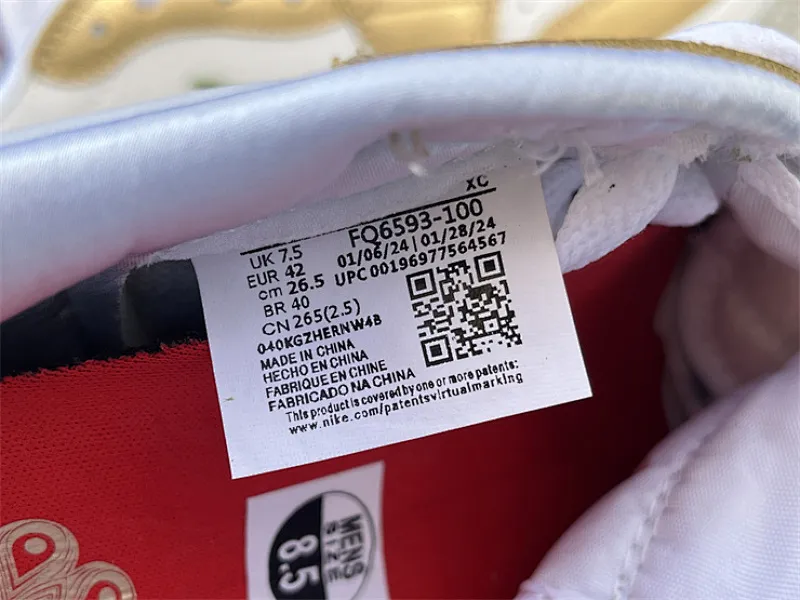 XC
UK 7.5
EUR 42
cm 26.5
BR 40
CN 265(2.5)
FQ6593-100
01/06/24 | 01/28/24
UPC 00196977564567
040KGZHERNW4B
MADE IN CHINA
HECHO EN CHINA
FABRIQUE EN CHINE
FABRICADO NA CHINA
This product is covered by one or more patents:
www.nike.com/patentsvirtualmarking
MENS
SIZE
8.5